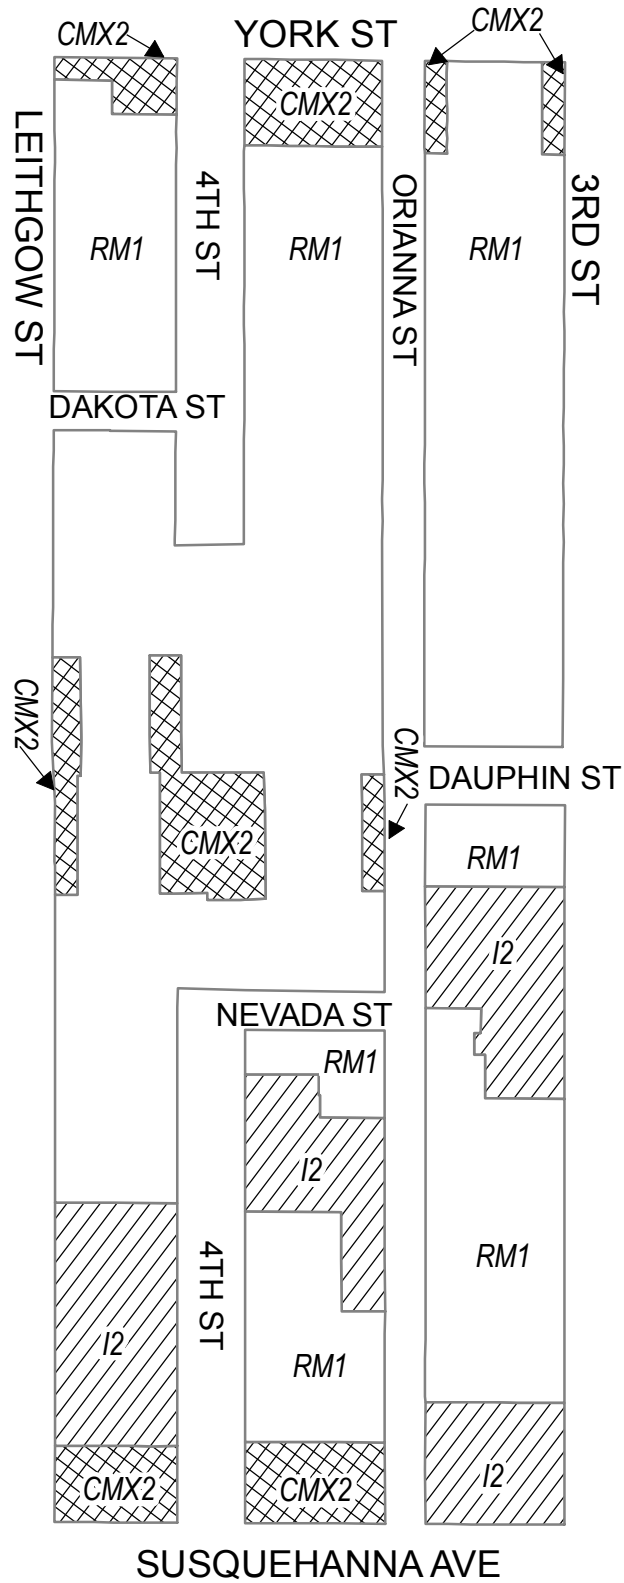 CMX2
YORK ST
CMX2
CMX2
LEITHGOW ST
4TH ST
ORIANNA ST
3RD ST
RM1
RM1
RM1
DAKOTA ST
CMX2
CMX2
DAUPHIN ST
CMX2
RM1
I2
NEVADA ST
RM1
I2
RM1
4TH ST
I2
RM1
CMX2
CMX2
I2
SUSQUEHANNA AVE